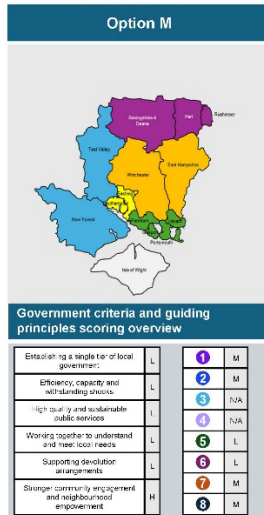 Option M
Basingstoke & Deane
Hart
Rushmoor
Test Valley
Winchester
East Hampshire
New Forest
Portsmouth
Isle of Wight
Government criteria and guiding
principles scoring overview
Establishing a single tier of local
government
L
Efficiency, capacity and
withstanding shocks
L
High quality and sustainable
public services
L
Working together to understand
and meet local needs
L
Supporting devolution
arrangements
L
Stronger community engagement
and neighbourhood
empowerment
H
1 M
2 M
3 N/A
4 N/A
5 L
6 L
7 M
8 M